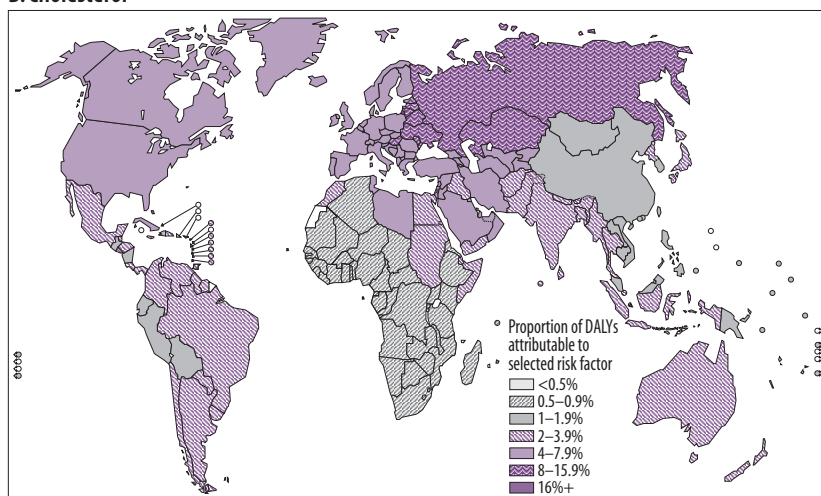 B. Cholesterol
Proportion of DALYs
attributable to
selected risk factor
<0.5%
0.5–0.9%
1–1.9%
2–3.9%
4–7.9%
8–15.9%
16%+